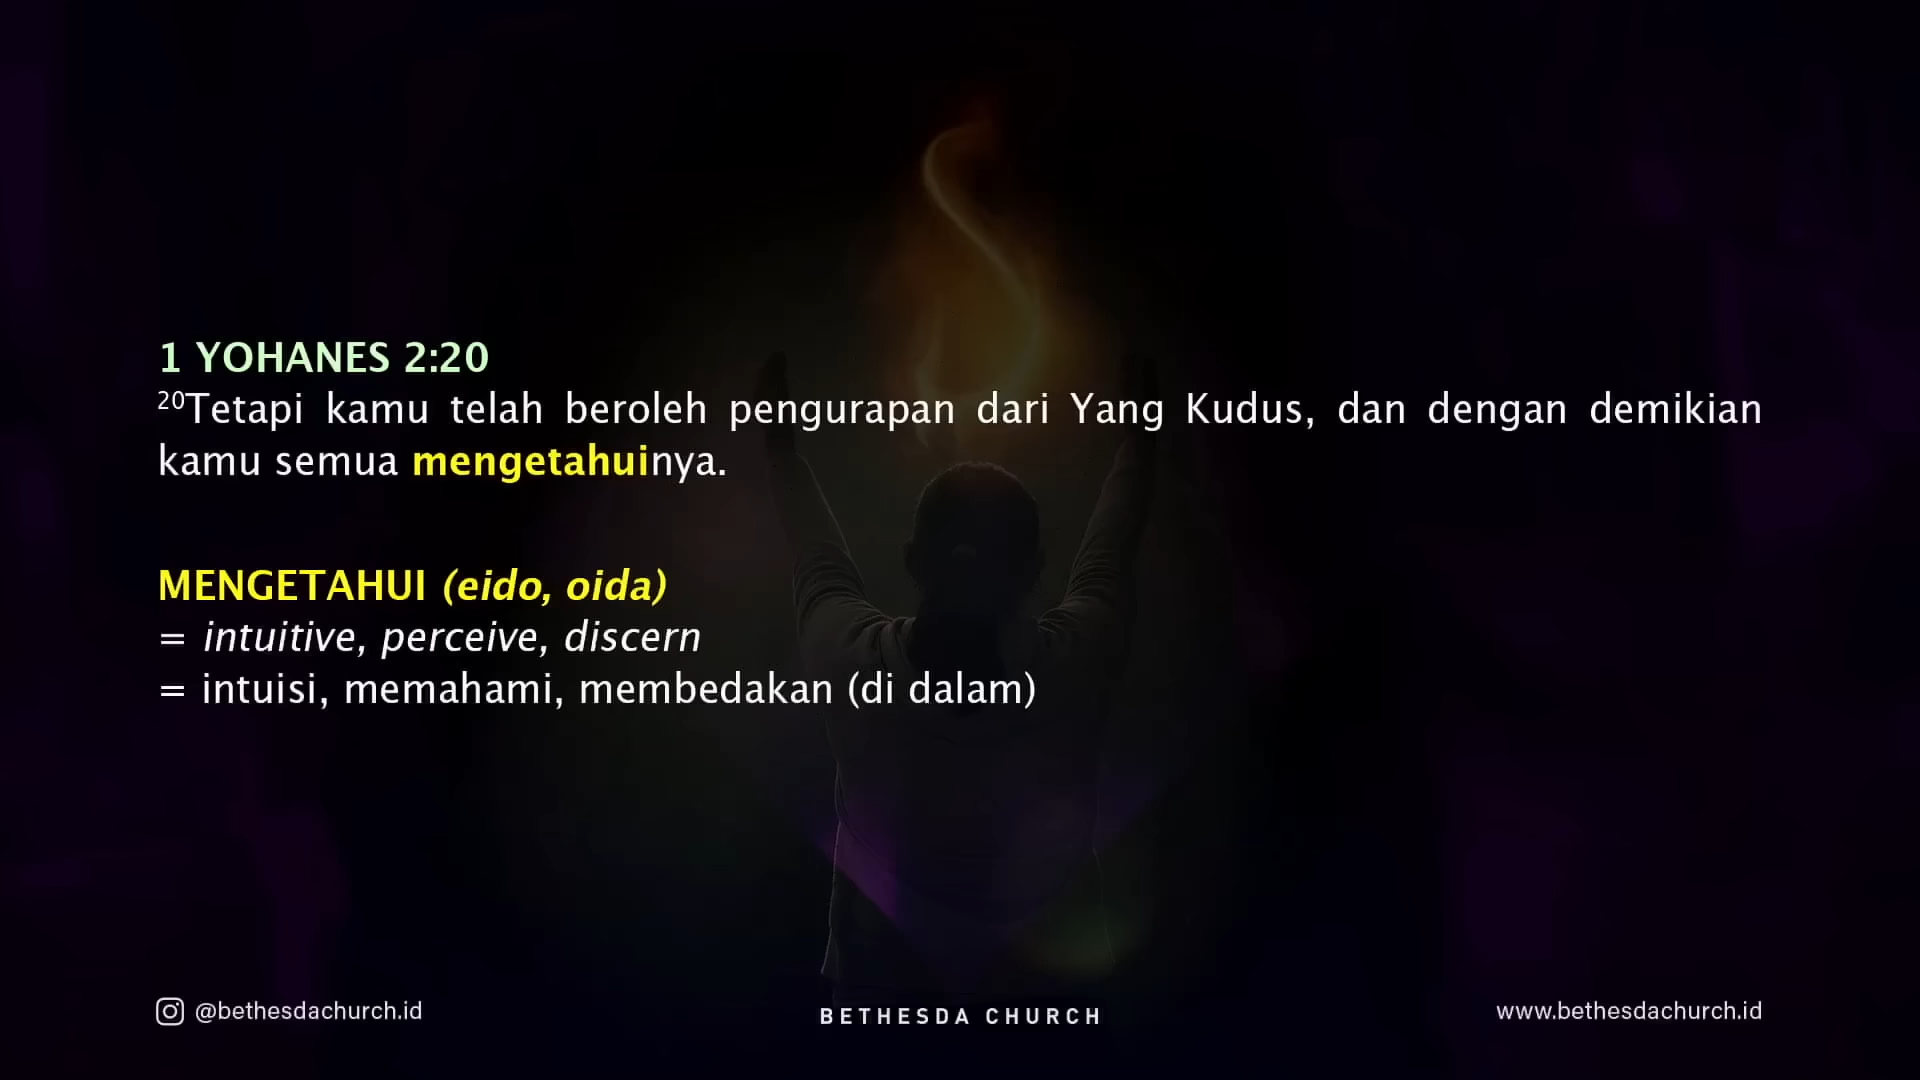 1 YOHANES 2:20
²⁰Tetapi kamu telah beroleh pengurapan dari Yang Kudus, dan dengan demikian
kamu semua mengetahuinya.
MENGETAHUI (eido, oida)
= intuitive, perceive, discern
= intuisi, memahami, membedakan (di dalam)
@bethesdachurch.id
BETHESDA CHURCH
www.bethesdachurch.id